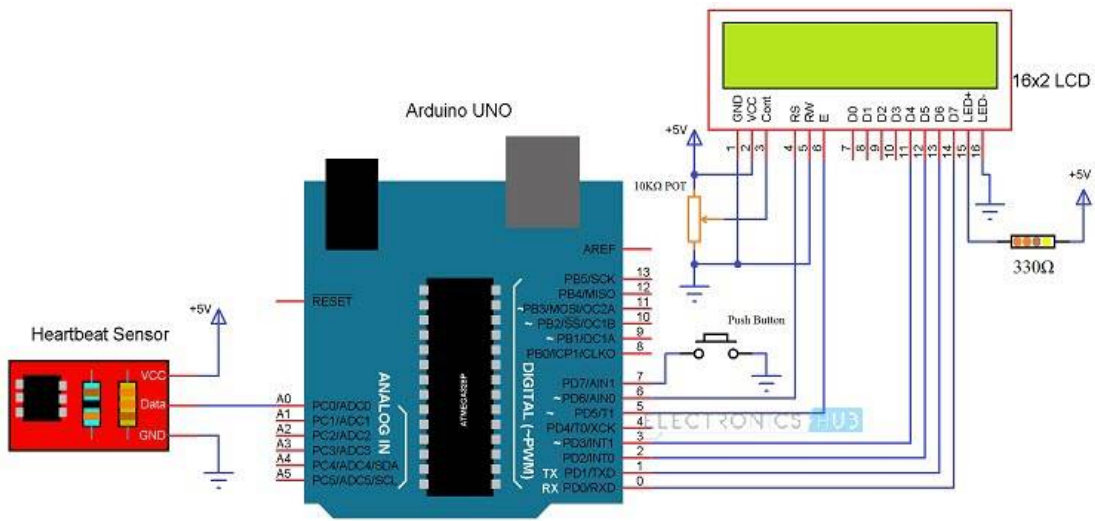 16x2 LCD
GND VCC Cont RS RW E D0 D1 D2 D3 D4 D5 D6 D7 LED+ LED-
1 2 3 4 5 6 7 8 9 10 11 12 13 14 15 16
Arduino UNO
+5V
10KΩ POT
+5V
330Ω
AREF
RESET
PB5/SCK 13
PB4/MISO 12
~PB3/MOSI/OC2A 11
~ PB2/SS/OC1B 10
~ PB1/OC1A 9
PB0/ICP1/CLKO 8
Push Button
PD7/AIN1 7
~ PD6/AIN0 6
~ PD5/T1 5
PD4/T0/XCK 4
~ PD3/INT1 3
PD2/INT0 2
TX PD1/TXD 1
RX PD0/RXD 0
ELECTRONICS HUB
DIGITAL (~PWM)
ANALOG IN
ATMEGA328P
+5V
Heartbeat Sensor
VCC
Data
GND
A0 PC0/ADC0
A1 PC1/ADC1
A2 PC2/ADC2
A3 PC3/ADC3
A4 PC4/ADC4/SDA
A5 PC5/ADC5/SCL